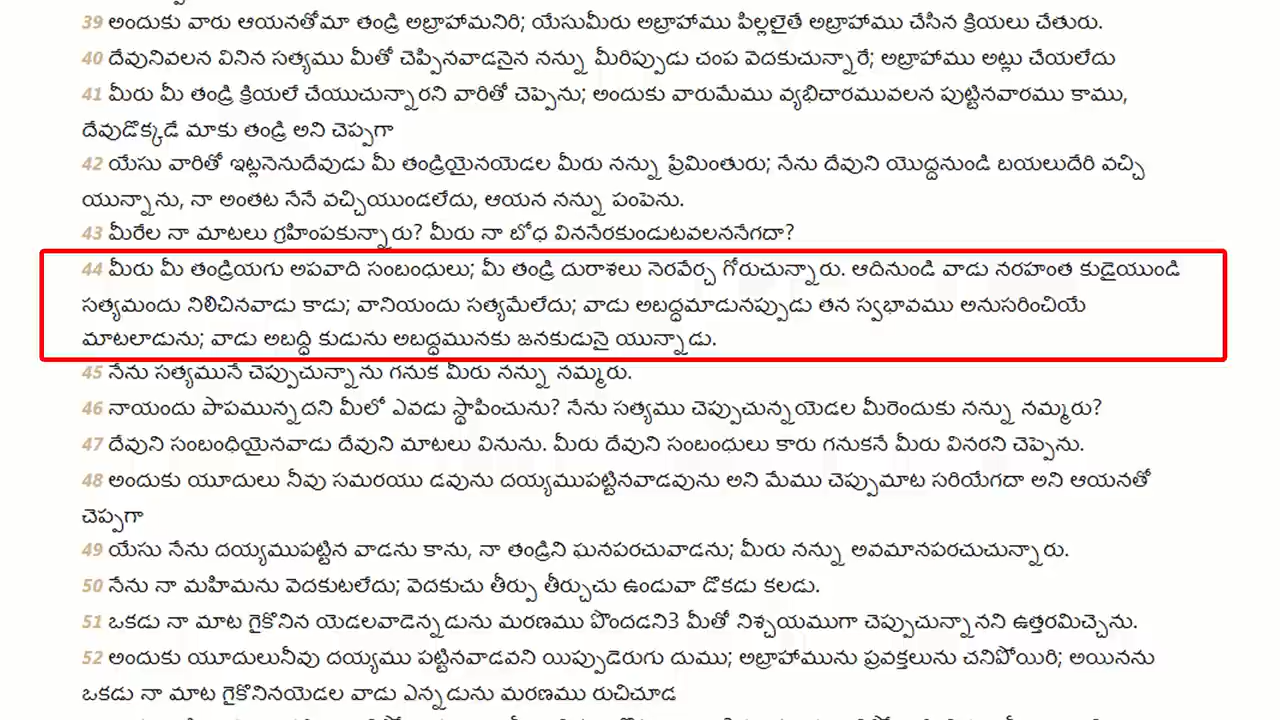 39 అందుకు వారు ఆయనతోమా తండ్రి అబ్రాహామనిరి; యేసుమీరు అబ్రాహాము పిల్లలైతే అబ్రాహాము చేసిన క్రియలు చేతురు.
40 దేవునివలన వినిన సత్యము మీతో చెప్పినవాడనైన నన్ను మీరిప్పుడు చంప వెదకుచున్నారే; అబ్రాహాము అట్లు చేయలేదు
41 మీరు మీ తండ్రి క్రియలే చేయుచున్నారని వారితో చెప్పెను; అందుకు వారుమేము వ్యభిచారమువలన పుట్టినవారము కాము,
దేవుడొక్కడే మాకు తండ్రి అని చెప్పగా
42 యేసు వారితో ఇట్లనెనుదేవుడు మీ తండ్రియైనయెడల మీరు నన్ను ప్రేమింతురు; నేను దేవుని యొద్దనుండి బయలుదేరి వచ్చి
యున్నాను, నా అంతట నేనే వచ్చియుండలేదు, ఆయన నన్ను పంపెను.
43 మీరేల నా మాటలు గ్రహింపకున్నారు? మీరు నా బోధ విననేరకుండుటవలననేగదా?
44 మీరు మీ తండ్రియగు అపవాది సంబంధులు; మీ తండ్రి దురాశలు నెరవేర్చ గోరుచున్నారు. ఆదినుండి వాడు నరహంత కుడైయుండి
సత్యమందు నిలిచినవాడు కాడు; వానియందు సత్యమేలేదు; వాడు అబద్ధమాడునప్పుడు తన స్వభావము అనుసరించియే
మాటలాడును; వాడు అబద్ధి కుడును అబద్ధమునకు జనకుడునై యున్నాడు.
45 నేను సత్యమునే చెప్పుచున్నాను గనుక మీరు నన్ను నమ్మరు.
46 నాయందు పాపమున్నదని మీలో ఎవడు స్థాపించును? నేను సత్యము చెప్పుచున్నయెడల మీరెందుకు నన్ను నమ్మరు?
47 దేవుని సంబంధియైనవాడు దేవుని మాటలు వినును. మీరు దేవుని సంబంధులు కారు గనుకనే మీరు వినరని చెప్పెను.
48 అందుకు యూదులు నీవు సమరయు డవును దయ్యముపట్టినవాడవును అని మేము చెప్పుమాట సరియేగదా అని ఆయనతో
చెప్పగా
49 యేసు నేను దయ్యముపట్టిన వాడను కాను, నా తండ్రిని ఘనపరచువాడను; మీరు నన్ను అవమానపరచుచున్నారు.
50 నేను నా మహిమను వెదకుటలేదు; వెదకుచు తీర్పు తీర్చుచు ఉండువా డొకడు కలడు.
51 ఒకడు నా మాట గైకొనిన యెడలవాడెన్నడును మరణము పొందడని3 మీతో నిశ్చయముగా చెప్పుచున్నానని ఉత్తరమిచ్చెను.
52 అందుకు యూదులునీవు దయ్యము పట్టినవాడవని యిప్పుడెరుగు దుము; అబ్రాహామును ప్రవక్తలును చనిపోయిరి; అయినను
ఒకడు నా మాట గైకొనినయెడల వాడు ఎన్నడును మరణము రుచిచూడ